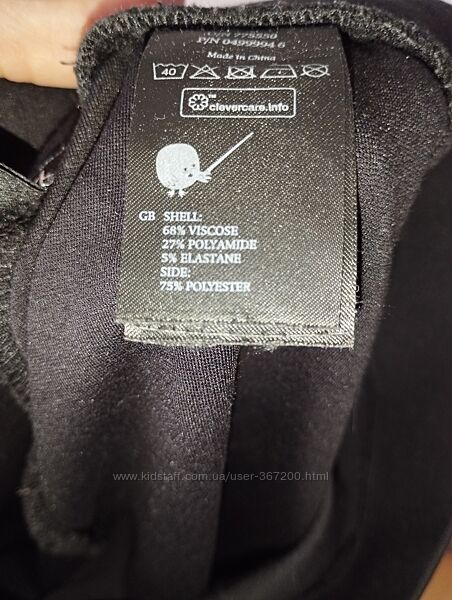 P/N 0499994 6
Made in China
40
clevercare.info
GB SHELL:
68% VISCOSE
27% POLYAMIDE
5% ELASTANE
SIDE:
75% POLYESTER
www.kidstaff.com.ua/user-367200.html